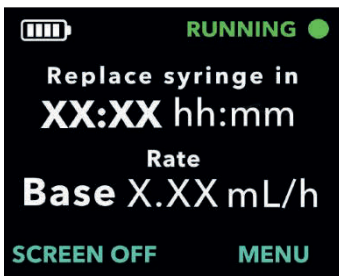 RUNNING
Replace syringe in
XX:XX hh:mm
Rate
Base X.XX mL/h
SCREEN OFF MENU